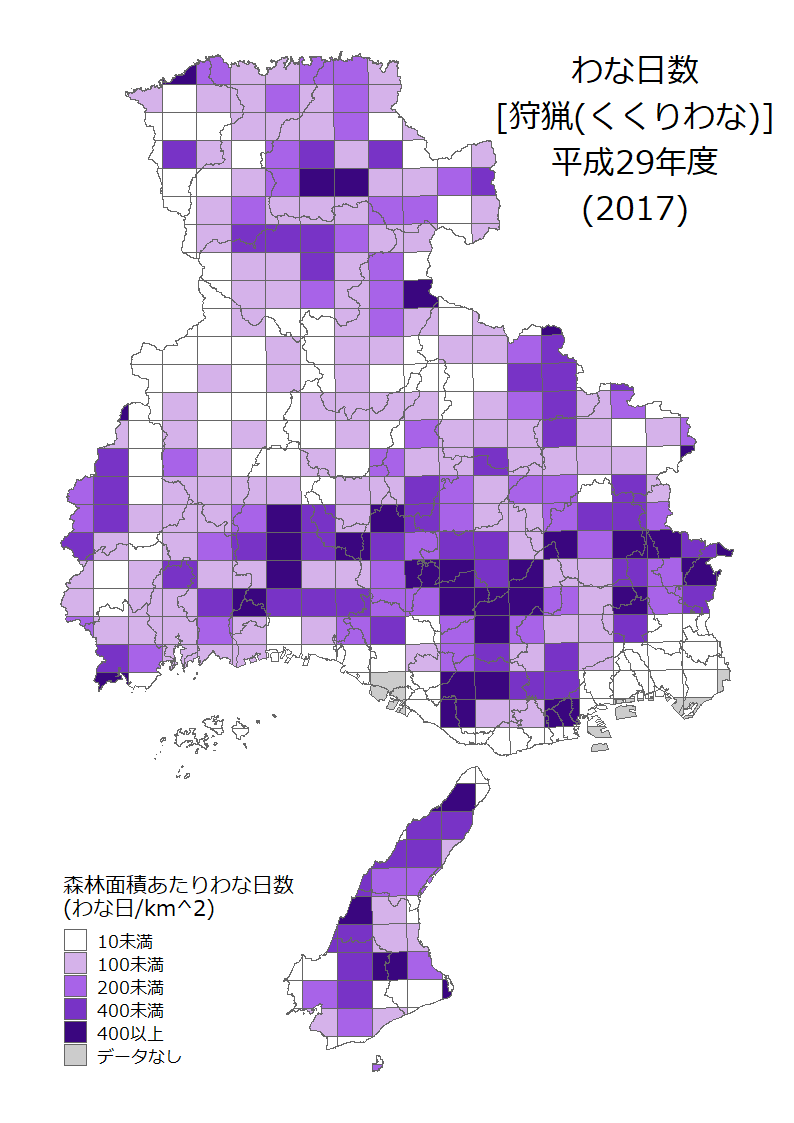 わな日数
[狩猟(くくりわな)]
平成29年度
(2017)
森林面積あたりわな日数
(わな日/km^2)
10未満
100未満
200未満
400未満
400以上
データなし